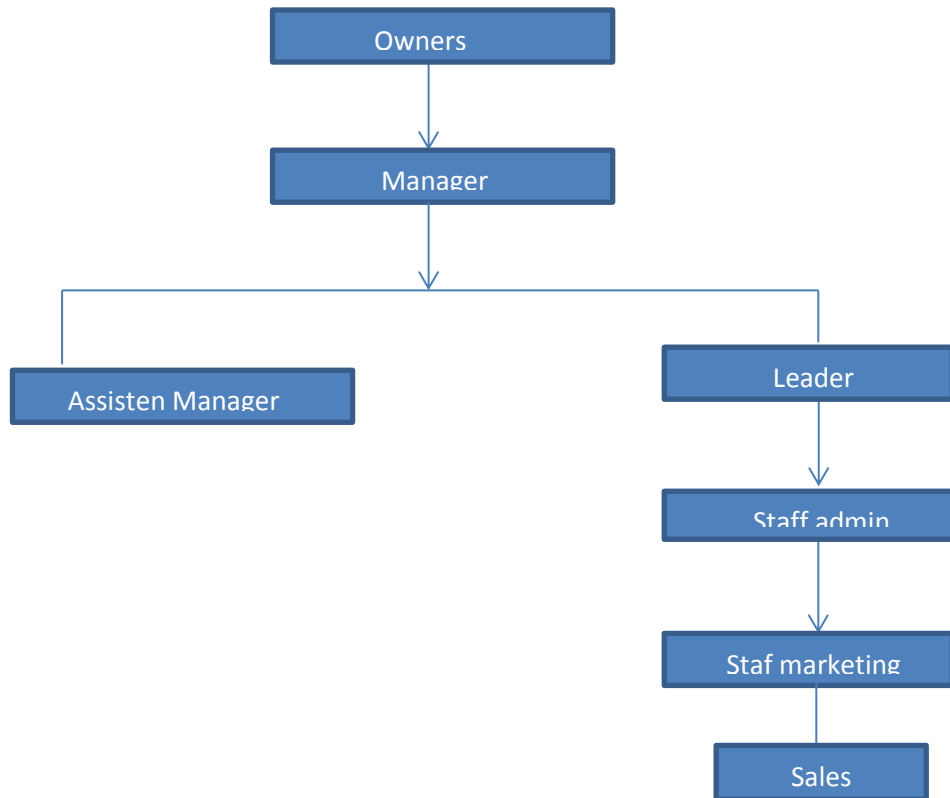 Owners
Manager
Assisten Manager
Leader
Staff admin
Staf marketing
Sales